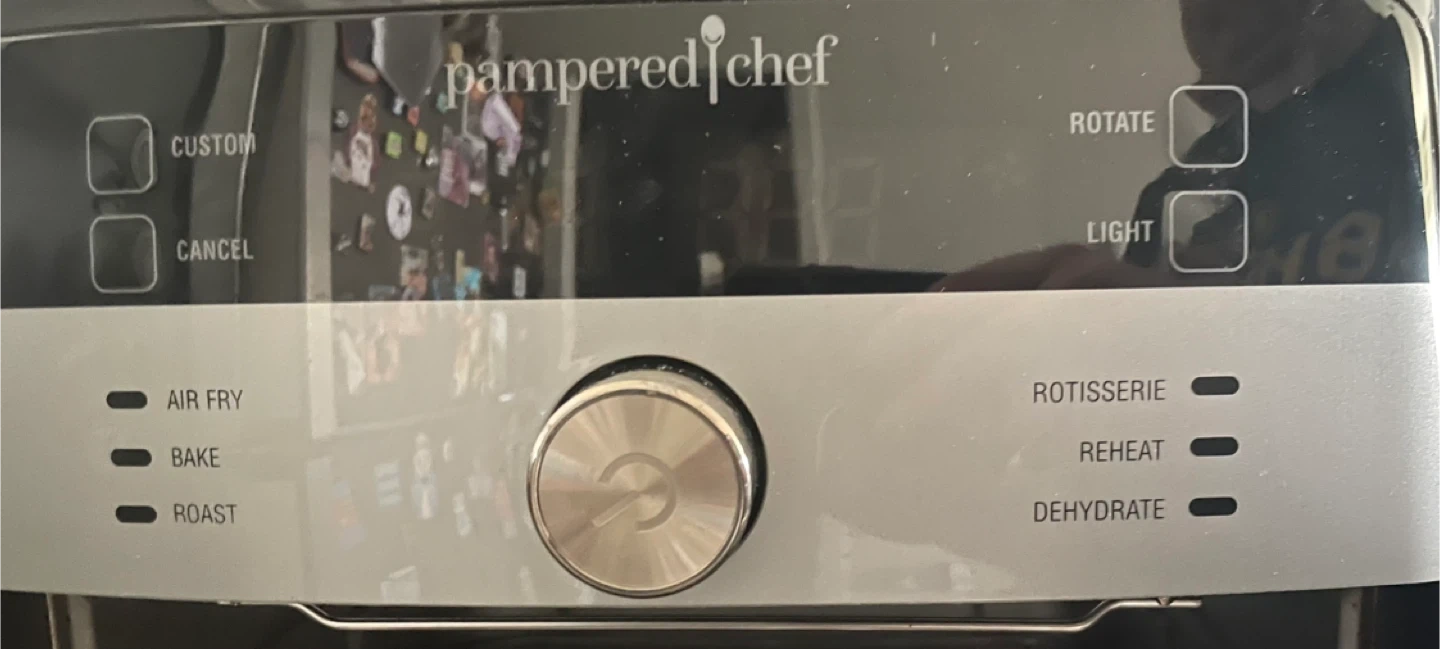 pampered chef
CUSTOM
ROTATE
CANCEL
LIGHT
AIR FRY
ROTISSERIE
BAKE
REHEAT
ROAST
DEHYDRATE